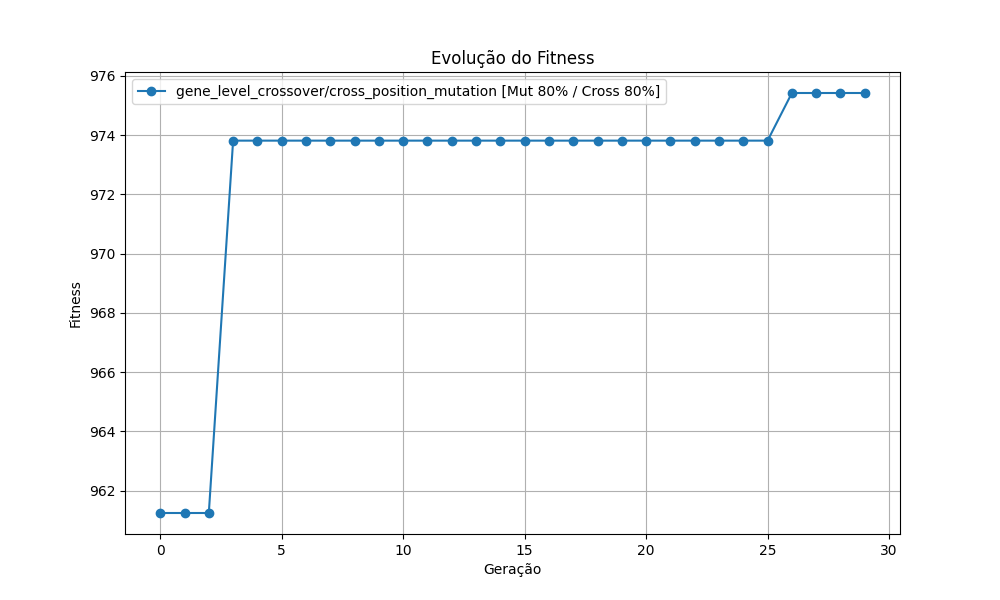 Evolução do Fitness
gene_level_crossover/cross_position_mutation [Mut 80% / Cross 80%]
976
974
972
970
968
966
964
962
Fitness
0 5 10 15 20 25 30
Geração